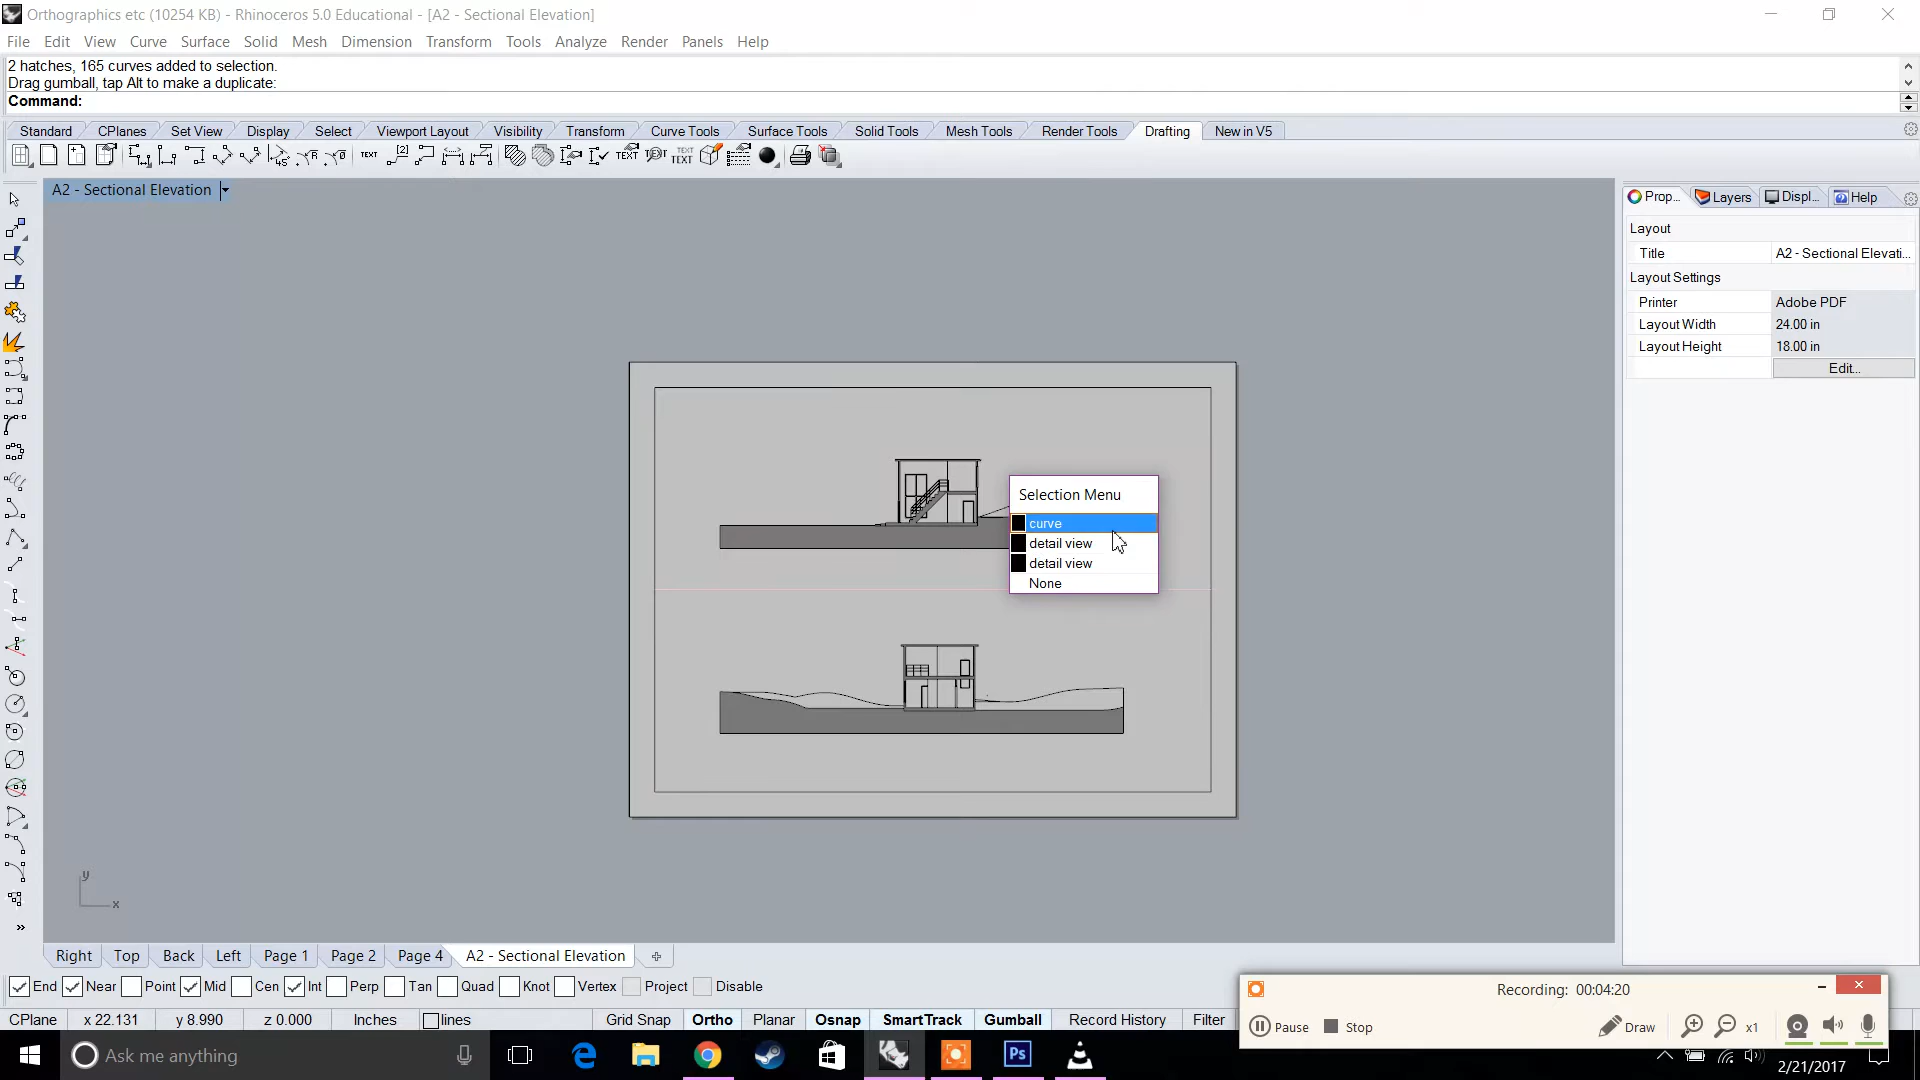 Orthographics etc (10254 KB) - Rhinoceros 5.0 Educational - [A2 - Sectional Elevation]
File Edit View Curve Surface Solid Mesh Dimension Transform Tools Analyze Render Panels Help
2 hatches, 165 curves added to selection.
Drag gumball, tap Alt to make a duplicate:
Command:
Standard CPlanes Set View Display Select Viewport Layout Visibility Transform Curve Tools Surface Tools Solid Tools Mesh Tools Render Tools Drafting New in V5
TEXT
TEXT
TEXT
A2 - Sectional Elevation
Prop... Layers Displ... Help
Layout
Title A2 - Sectional Elevati...
Layout Settings
Printer Adobe PDF
Layout Width 24.00 in
Layout Height 18.00 in
Edit...
Selection Menu
curve
detail view
detail view
None
y
x
Right Top Back Left Page 1 Page 2 Page 4 A2 - Sectional Elevation
End Near Point Mid Cen Int Perp Tan Quad Knot Vertex Project Disable
CPlane x 22.131 y 8.990 z 0.000 Inches lines Grid Snap Ortho Planar Osnap SmartTrack Gumball Record History Filter
Recording: 00:04:20
Pause Stop Draw x1
Ask me anything
Ps
2/21/2017